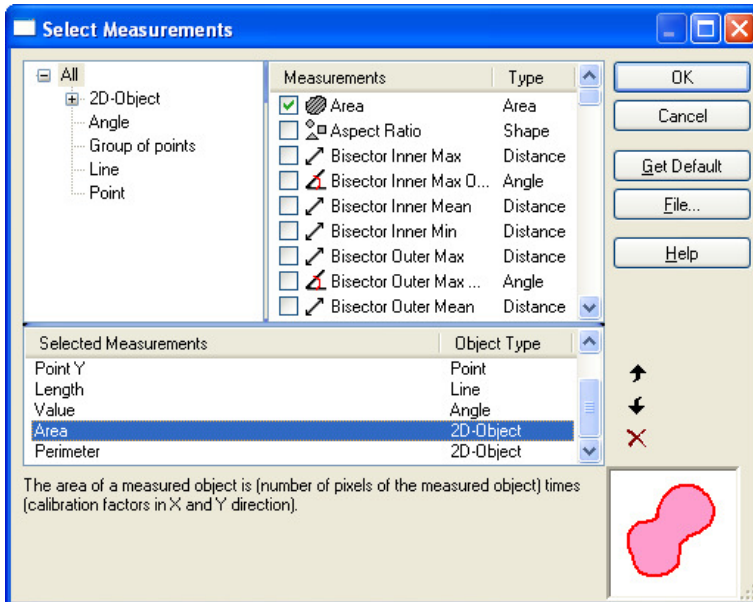 Select Measurements
All
2D-Object
Angle
Group of points
Line
Point
Measurements Type
Area Area
Aspect Ratio Shape
Bisector Inner Max Distance
Bisector Inner Max O... Angle
Bisector Inner Mean Distance
Bisector Inner Min Distance
Bisector Outer Max Distance
Bisector Outer Max ... Angle
Bisector Outer Mean Distance
OK
Cancel
Get Default
File...
Help
Selected Measurements Object Type
Point Y Point
Length Line
Value Angle
Area 2D-Object
Perimeter 2D-Object
The area of a measured object is (number of pixels of the measured object) times
(calibration factors in X and Y direction).